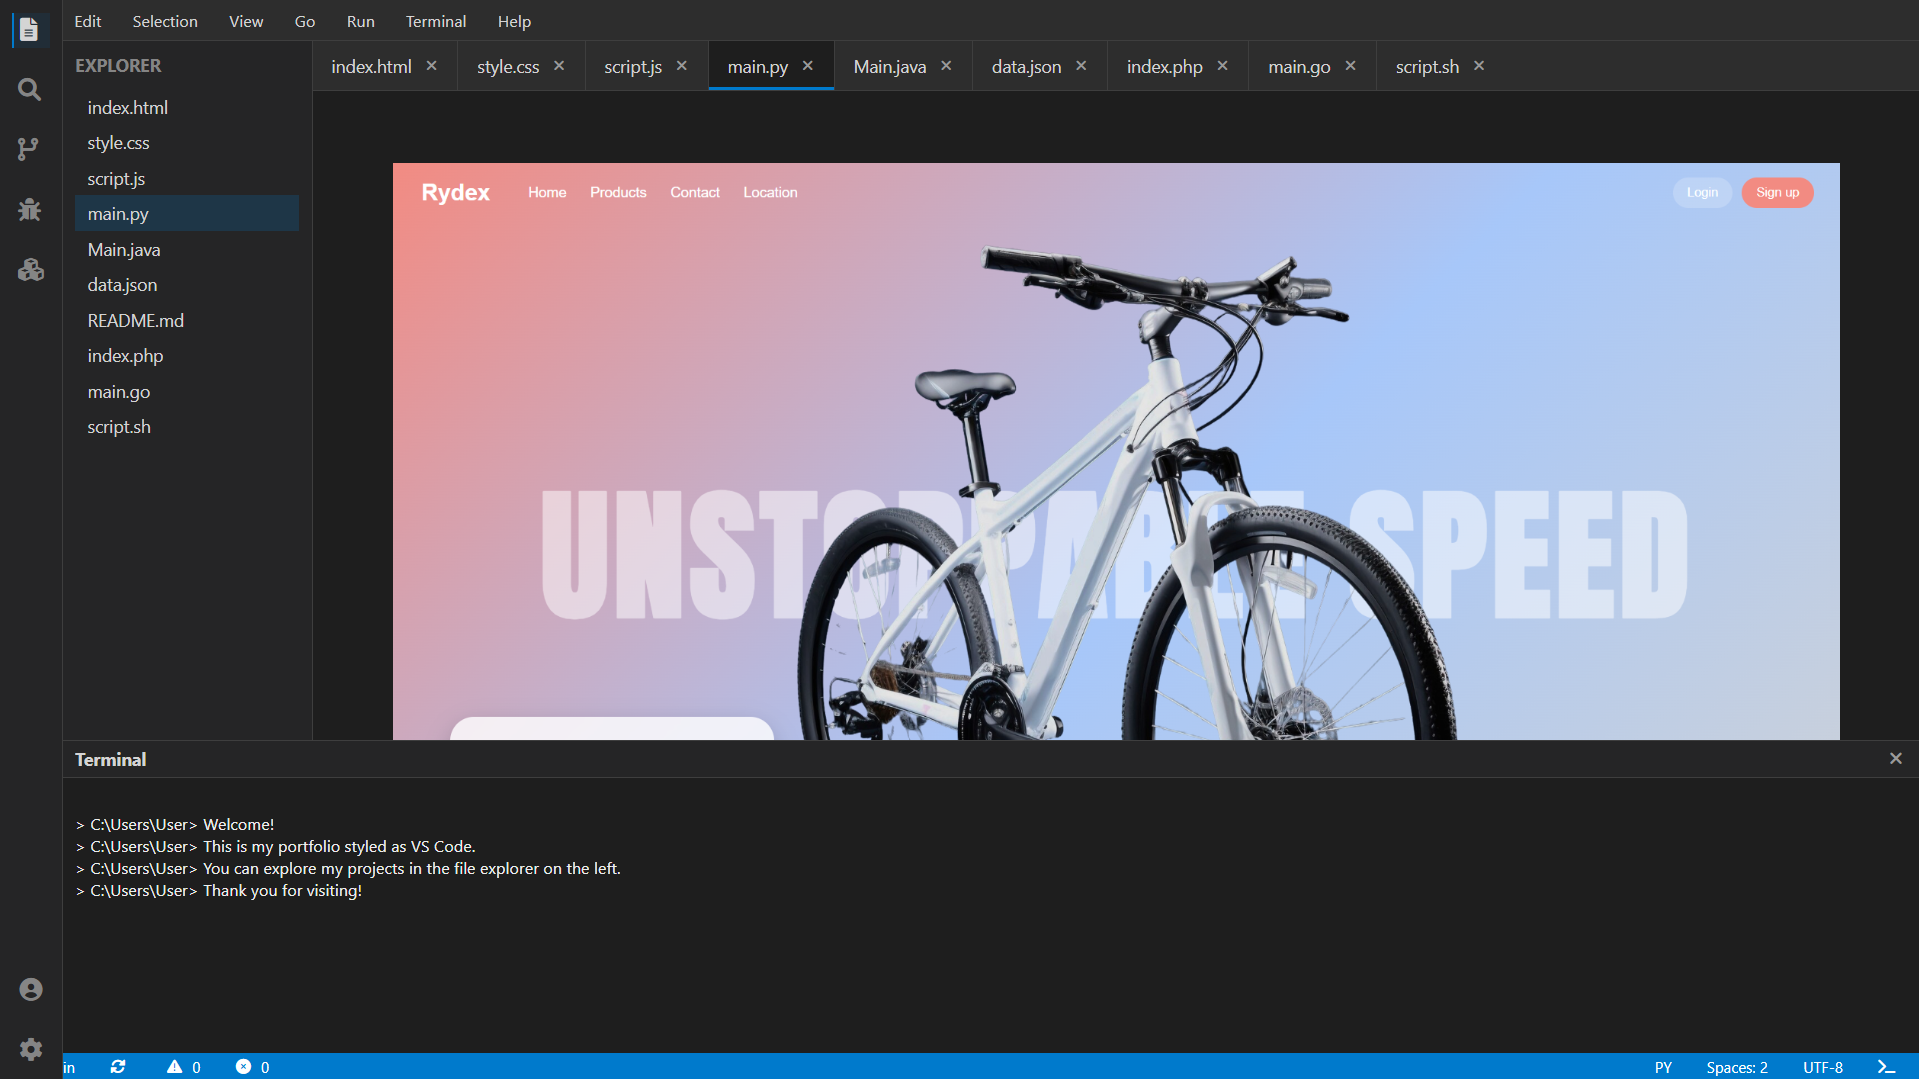 Edit Selection View Go Run Terminal Help
EXPLORER
index.html
style.css
script.js
main.py
Main.java
data.json
README.md
index.php
main.go
script.sh
index.html style.css script.js main.py Main.java data.json index.php main.go script.sh
Rydex Home Products Contact Location Login Sign up
UNSTOPPABLE SPEED
Terminal
> C:\Users\User> Welcome!
> C:\Users\User> This is my portfolio styled as VS Code.
> C:\Users\User> You can explore my projects in the file explorer on the left.
> C:\Users\User> Thank you for visiting!
in 0 0 PY Spaces: 2 UTF-8